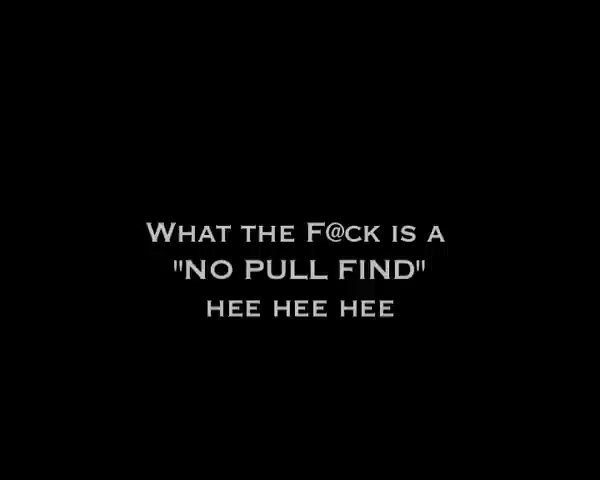 What the F@ck is a
"NO PULL FIND"
hee hee hee